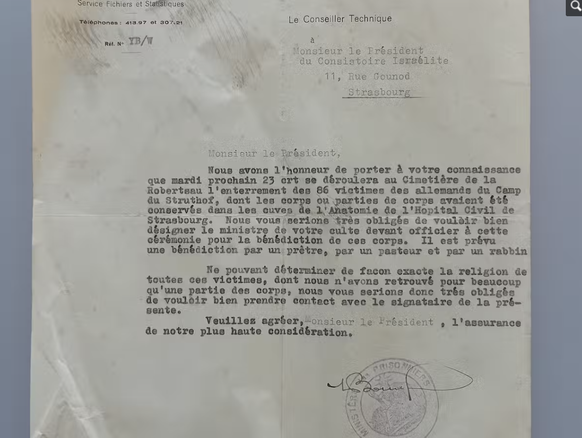 Service Fichiers et Statistiques
Téléphones : 413.97 et 207.21
Réf. N° YB/W
Le Conseiller Technique
à
Monsieur le Président
du Consistoire Israélite
11, Rue Gounod
Strasbourg
Monsieur le Président,
Nous avons l'honneur de porter à votre connaissance
que mardi prochain 23 crt se déroulera au Cimetière de la
Robertsau l'enterrement des 86 victimes des allemands du Camp
du Struthof, dont les corps ou parties de corps avaient été
conservés dans les cuves de l'Anatomie de l'Hopital Civil de
Strasbourg. Nous vous serions très obligés de vouloir bien
désigner le ministre de votre culte devant officier à cette
cérémonie pour la bénédiction de ces corps. Il est prévu
une bénédiction par un prêtre, par un pasteur et par un rabbin
Ne pouvant déterminer de facon exacte la religion de
toutes ces victimes, dont nous n'avons retrouvé pour beaucoup
qu'une partie des corps, nous vous serions donc très obligés
de vouloir bien prendre contact avec le signataire de la pré-
sente.
Veuillez agréer, Monsieur le Président , l'assurance
de notre plus haute considération.
PRISONNIERS